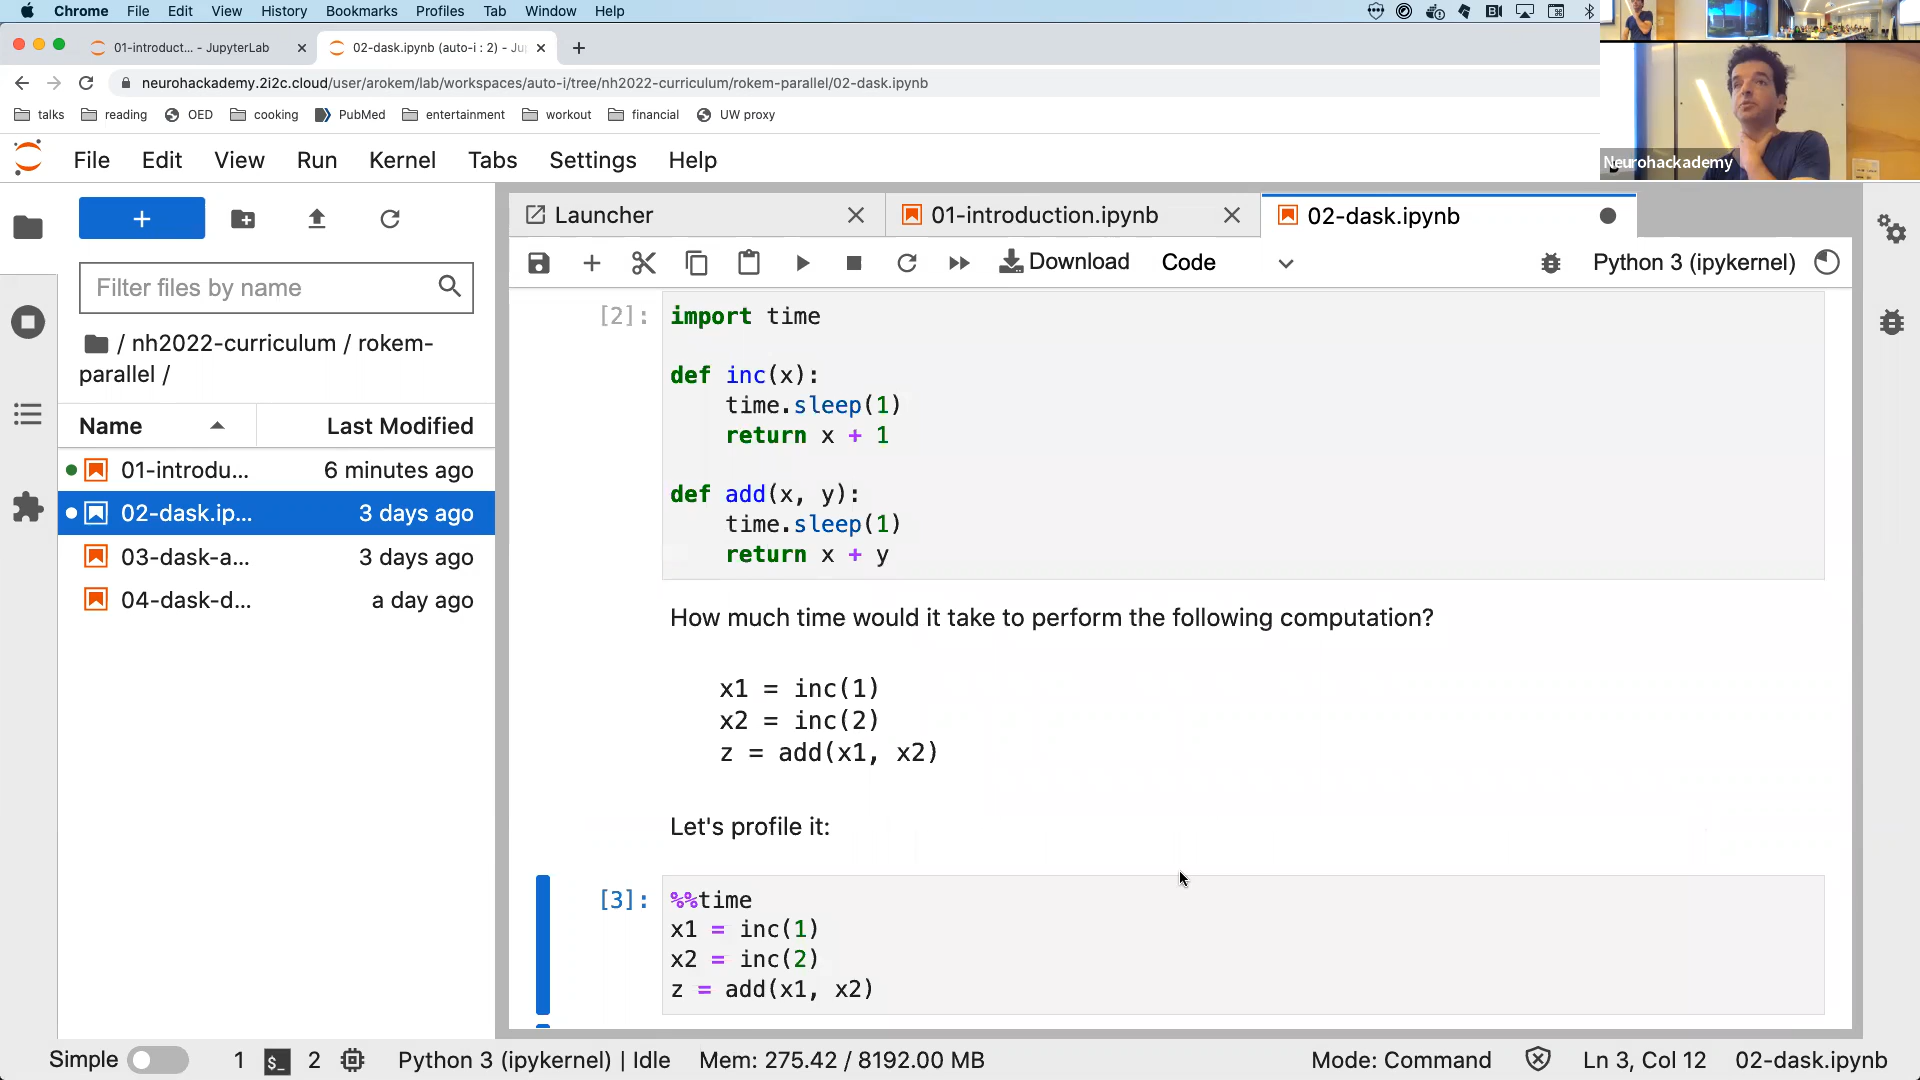 Chrome File Edit View History Bookmarks Profiles Tab Window Help
01-introduct... - JupyterLab
02-dask.ipynb (auto-i : 2) - Ju
neurohackademy.2i2c.cloud/user/arokem/lab/workspaces/auto-i/tree/nh2022-curriculum/rokem-parallel/02-dask.ipynb
talks reading OED cooking PubMed entertainment workout financial UW proxy
Neurohackademy
File Edit View Run Kernel Tabs Settings Help
Launcher
01-introduction.ipynb
02-dask.ipynb
Download Code Python 3 (ipykernel)
Filter files by name
/ nh2022-curriculum / rokem-
parallel /
Name Last Modified
01-introdu... 6 minutes ago
02-dask.ip... 3 days ago
03-dask-a... 3 days ago
04-dask-d... a day ago
[2]: import time
def inc(x):
    time.sleep(1)
    return x + 1
def add(x, y):
    time.sleep(1)
    return x + y
How much time would it take to perform the following computation?
x1 = inc(1)
x2 = inc(2)
z = add(x1, x2)
Let's profile it:
[3]: %%time
x1 = inc(1)
x2 = inc(2)
z = add(x1, x2)
Simple 1 $_ 2 Python 3 (ipykernel) | Idle Mem: 275.42 / 8192.00 MB Mode: Command Ln 3, Col 12 02-dask.ipynb